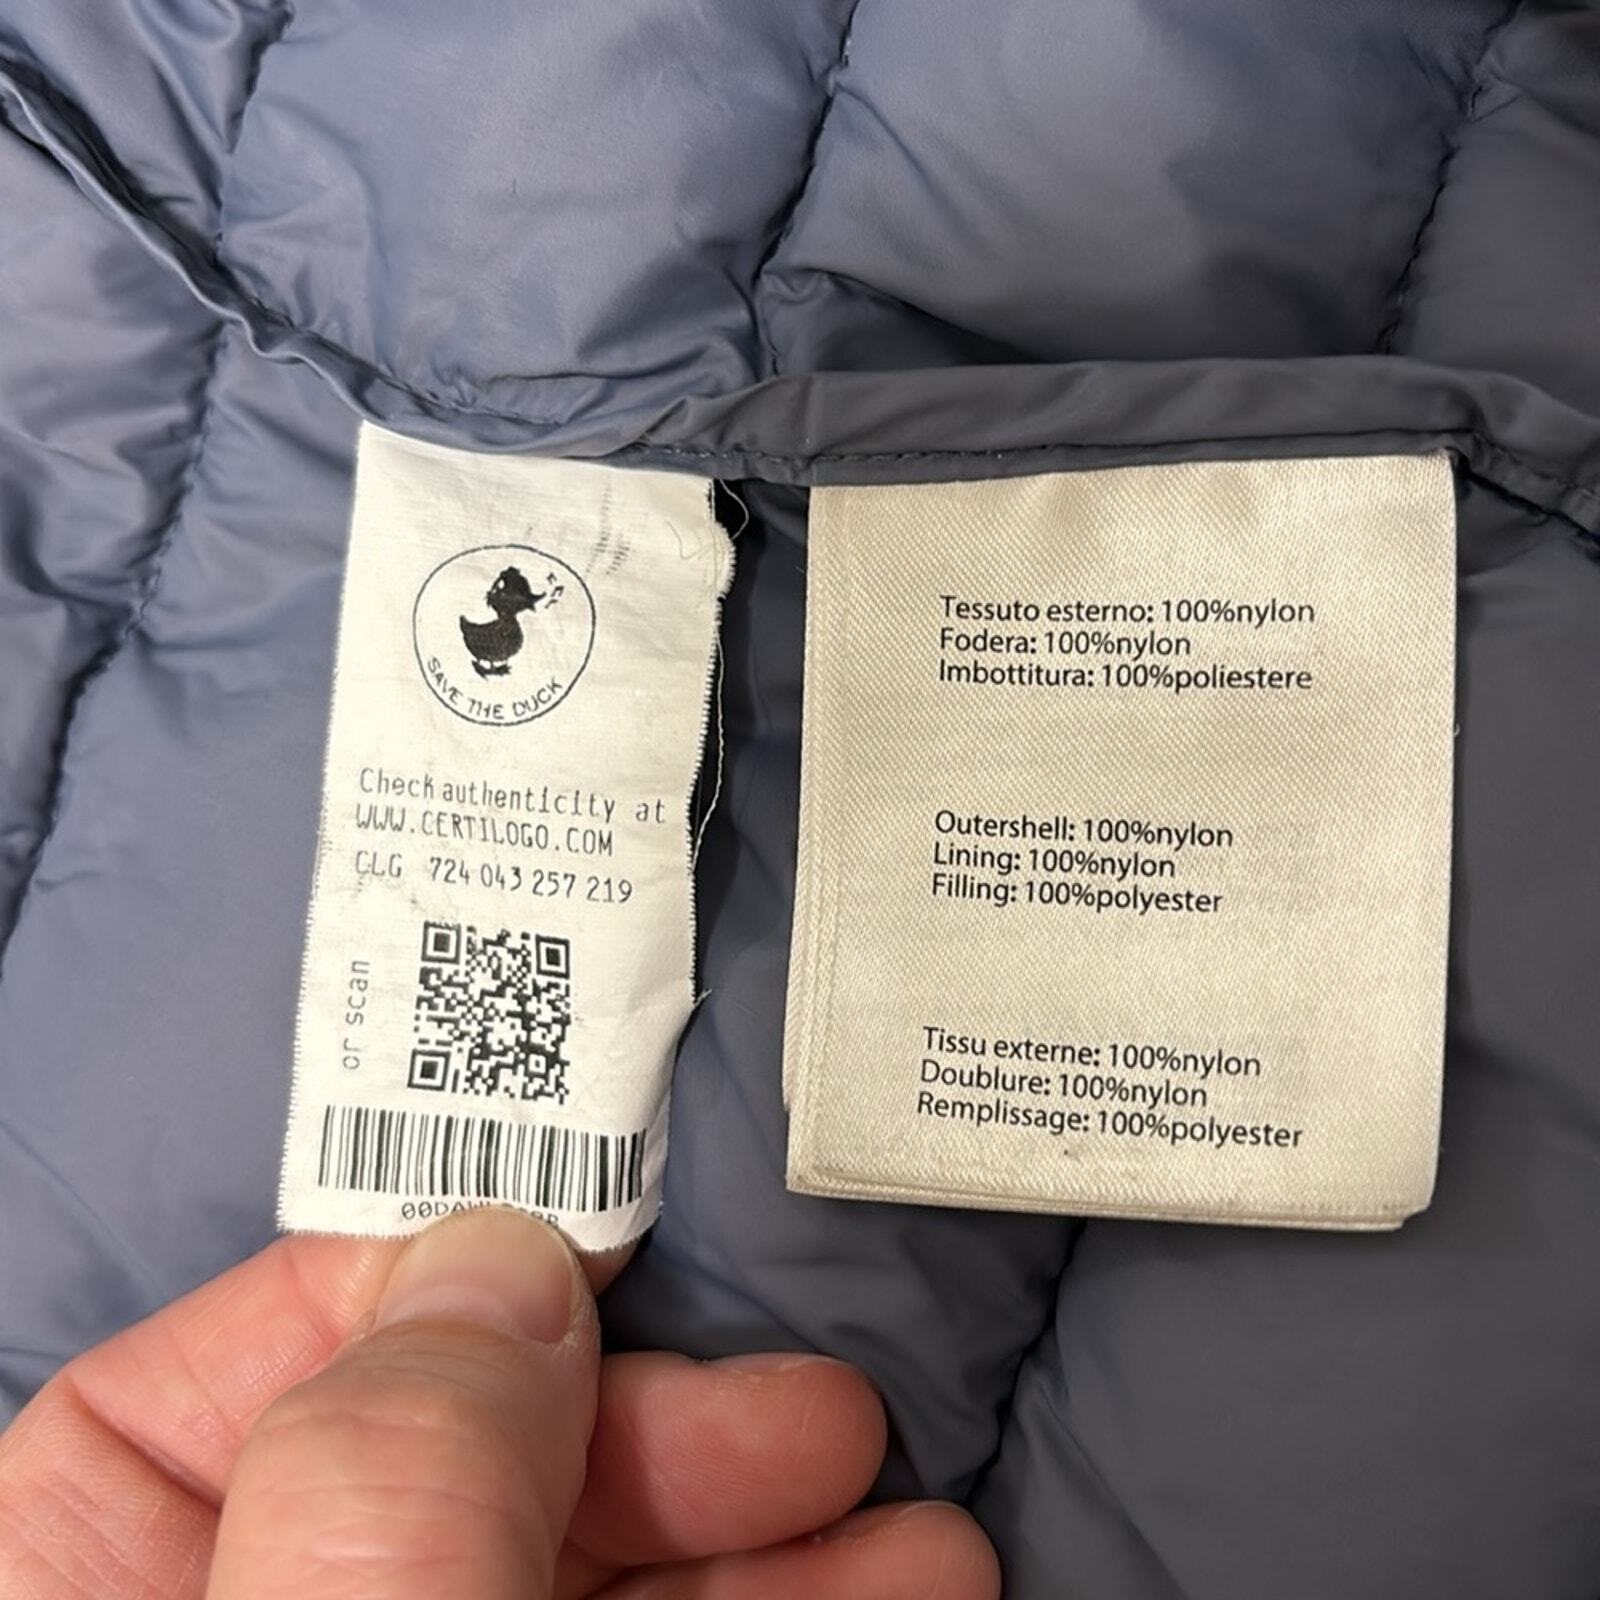 SAVE THE DUCK
Check authenticity at
WWW.CERTILOGO.COM
CLG 724 043 257 219
or scan
Tessuto esterno: 100%nylon
Fodera: 100%nylon
Imbottitura: 100%poliestere
Outershell: 100%nylon
Lining: 100%nylon
Filling: 100%polyester
Tissu externe: 100%nylon
Doublure: 100%nylon
Remplissage: 100%polyester